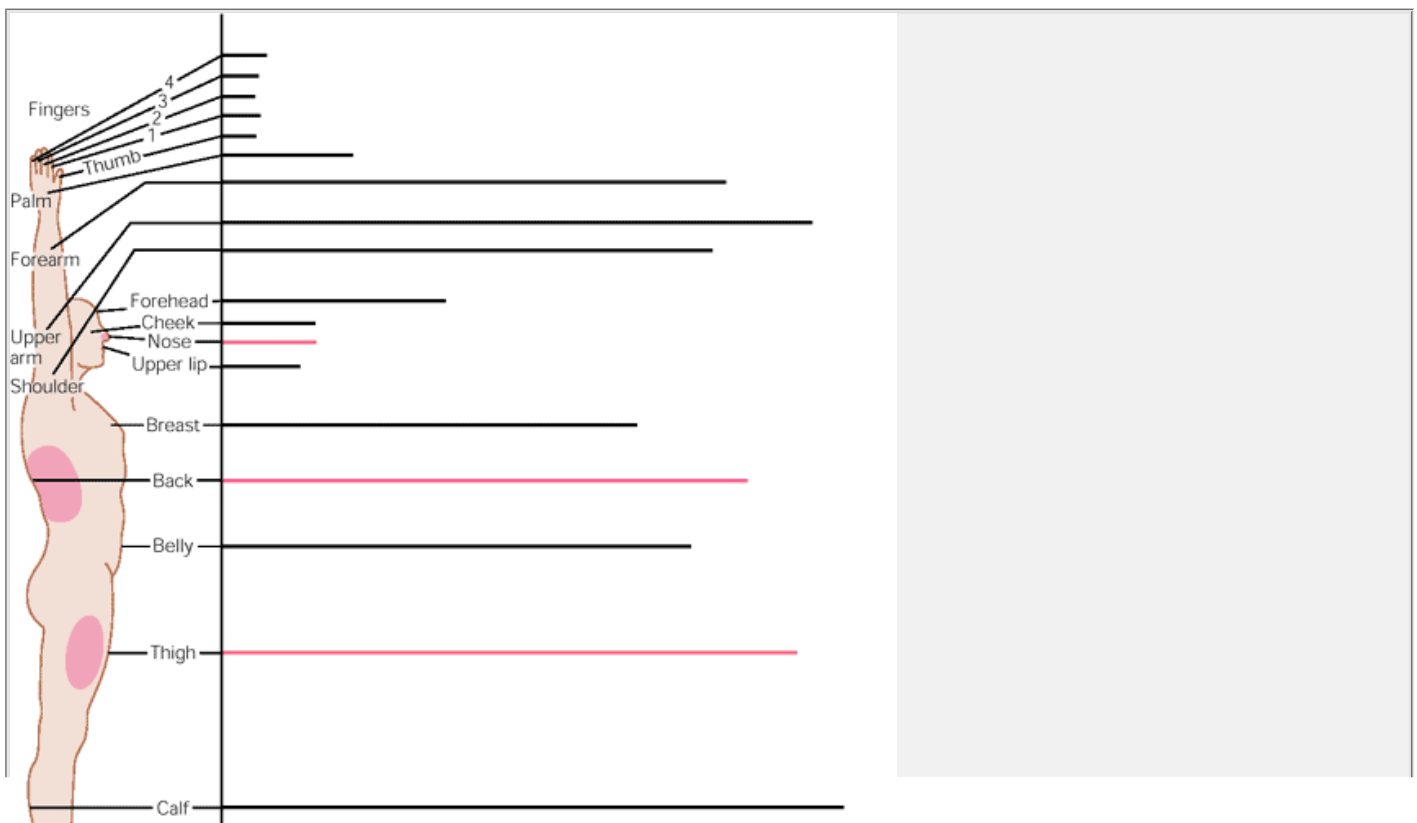 4
3
Fingers
2
1
Thumb
Palm
Forearm
Forehead
Cheek
Upper
arm
Nose
Upper lip
Shoulder
Breast
Back
Belly
Thigh
Calf